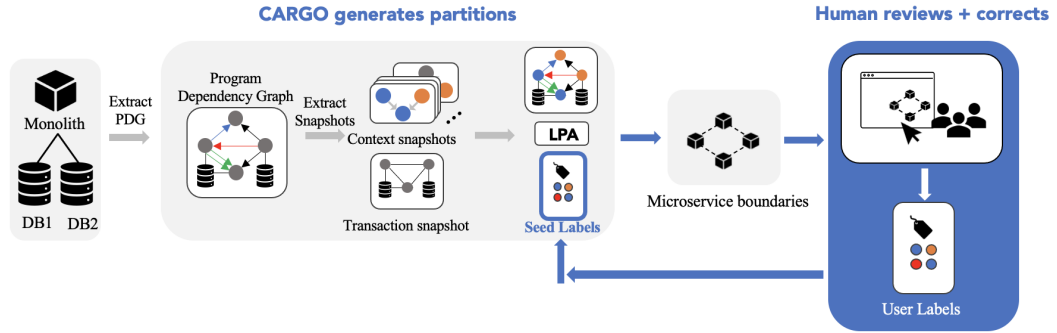 CARGO generates partitions
Human reviews + corrects
Monolith
DB1
DB2
Extract
PDG
Program
Dependency Graph
Extract
Snapshots
Context snapshots
Transaction snapshot
LPA
Seed Labels
Microservice boundaries
User Labels